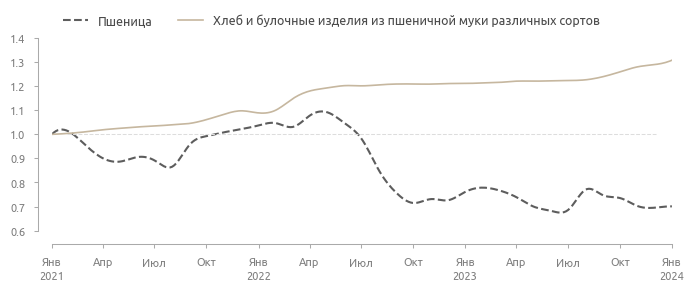 Пшеница
Хлеб и булочные изделия из пшеничной муки различных сортов
1.4
1.3
1.2
1.1
1.0
0.9
0.8
0.7
0.6
Янв Апр Июл Окт Янв Апр Июл Окт Янв Апр Июл Окт Янв
2021 2022 2023 2024